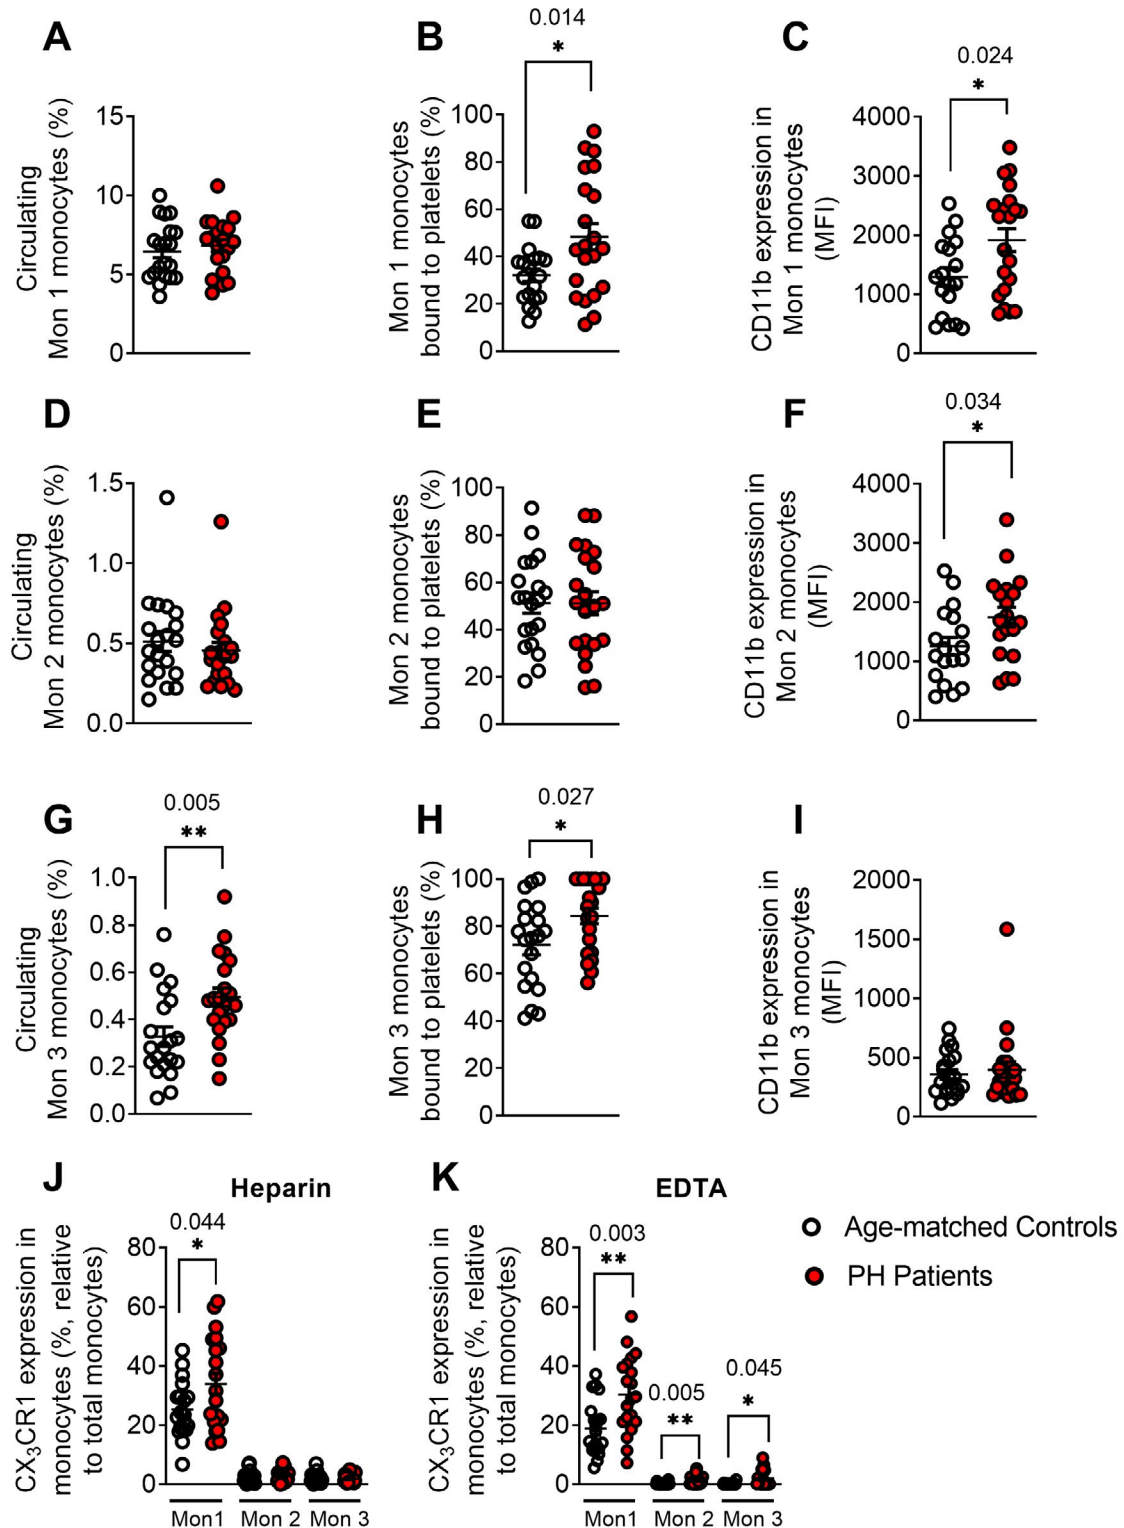 A
Circulating
Mon 1 monocytes (%)
15
10
5
0
B
0.014
*
Mon 1 monocytes
bound to platelets (%)
100
80
60
40
20
0
C
0.024
*
CD11b expression in
Mon 1 monocytes
(MFI)
4000
3000
2000
1000
0
D
Circulating
Mon 2 monocytes (%)
1.5
1.0
0.5
0.0
E
Mon 2 monocytes
bound to platelets (%)
100
80
60
40
20
0
F
0.034
*
CD11b expression in
Mon 2 monocytes
(MFI)
4000
3000
2000
1000
0
G
0.005
**
Circulating
Mon 3 monocytes (%)
1.0
0.8
0.6
0.4
0.2
0.0
H
0.027
*
Mon 3 monocytes
bound to platelets (%)
100
80
60
40
20
0
I
CD11b expression in
Mon 3 monocytes
(MFI)
2000
1500
1000
500
0
J
Heparin
0.044
*
CX₃CR1 expression in
monocytes (%, relative
to total monocytes)
80
60
40
20
0
Mon1 Mon 2 Mon 3
K
EDTA
0.003
**
0.005
**
0.045
*
CX₃CR1 expression in
monocytes (%, relative
to total monocytes)
80
60
40
20
0
Mon1 Mon 2 Mon 3
Age-matched Controls
PH Patients